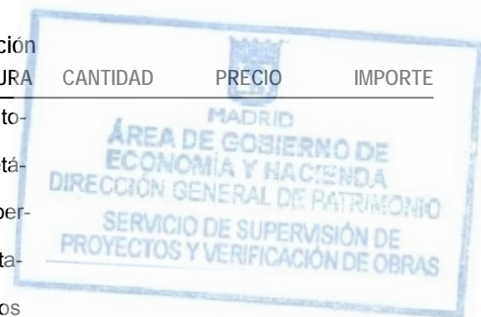 ción
URA CANTIDAD PRECIO IMPORTE
to-
MADRID
ÁREA DE GOBIERNO DE
etá-
ECONOMÍA Y HACIENDA
DIRECCIÓN GENERAL DE PATRIMONIO
per-
SERVICIO DE SUPERVISIÓN DE
PROYECTOS Y VERIFICACIÓN DE OBRAS
ta-
os